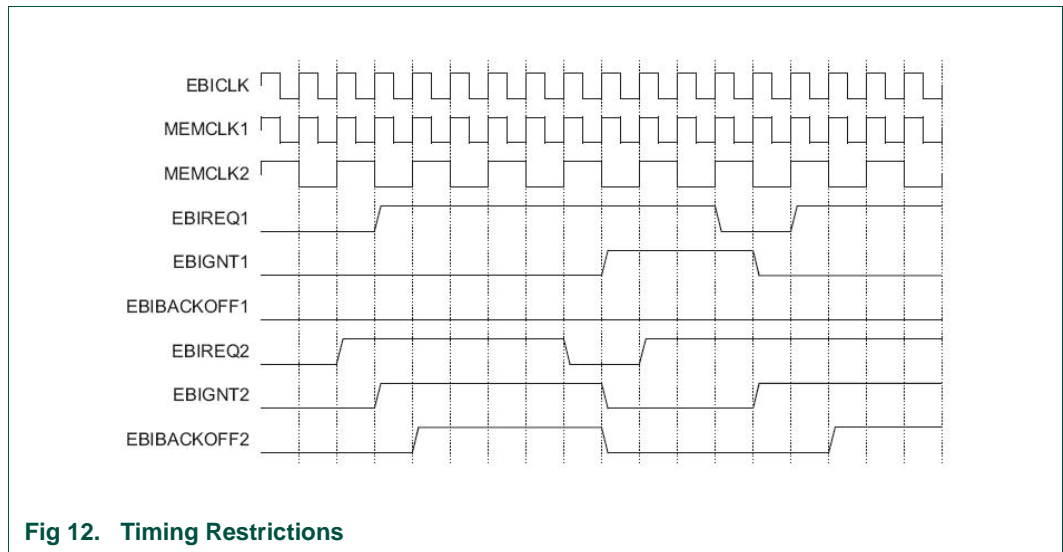 EBICLK
MEMCLK1
MEMCLK2
EBIREQ1
EBIGNT1
EBIBACKOFF1
EBIREQ2
EBIGNT2
EBIBACKOFF2
Fig 12. Timing Restrictions